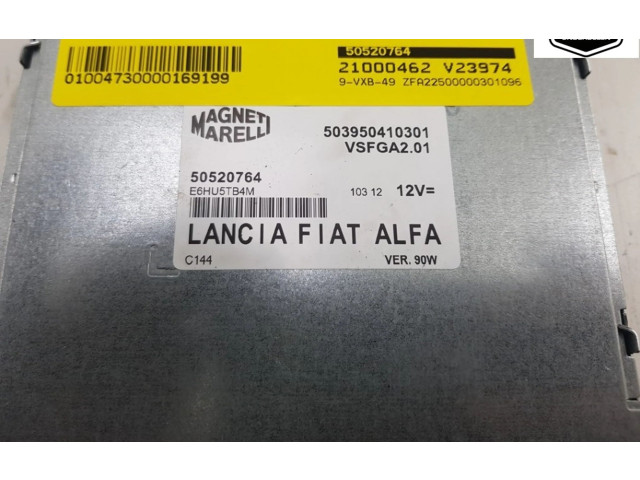 50520764
01004730000169199
21000462 V23974
9-VXB-49 ZFA22500000301096
MAGNETI
MARELLI
503950410301
VSFGA2.01
50520764
E6HU5TB4M
103 12 12V=
LANCIA FIAT ALFA
C144
VER. 90W